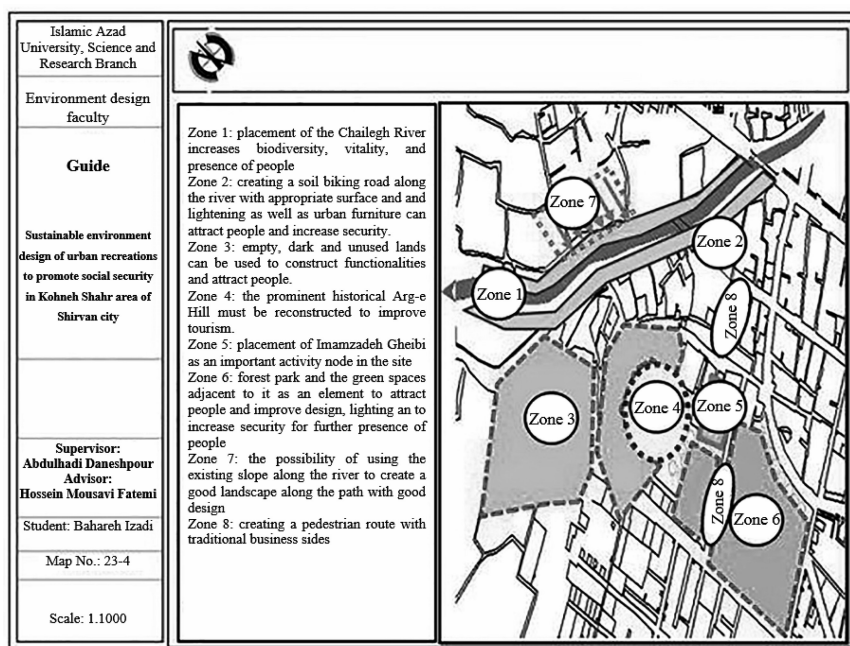 Islamic Azad
University, Science and
Research Branch
Environment design
faculty
Guide
Sustainable environment
design of urban recreations
to promote social security
in Kohneh Shahr area of
Shirvan city
Supervisor:
Abdulhadi Daneshpour
Advisor:
Hossein Mousavi Fatemi
Student: Bahareh Izadi
Map No.: 23-4
Scale: 1.1000
Zone 1: placement of the Chailegh River
increases biodiversity, vitality, and
presence of people
Zone 2: creating a soil biking road along
the river with appropriate surface and and
lightening as well as urban furniture can
attract people and increase security.
Zone 3: empty, dark and unused lands
can be used to construct functionalities
and attract people.
Zone 4: the prominent historical Arg-e
Hill must be reconstructed to improve
tourism.
Zone 5: placement of Imamzadeh Gheibi
as an important activity node in the site
Zone 6: forest park and the green spaces
adjacent to it as an element to attract
people and improve design, lighting an to
increase security for further presence of
people
Zone 7: the possibility of using the
existing slope along the river to create a
good landscape along the path with good
design
Zone 8: creating a pedestrian route with
traditional business sides
Zone 7
Zone 2
Zone 1
Zone 8
Zone 3
Zone 4
Zone 5
Zone 8
Zone 6